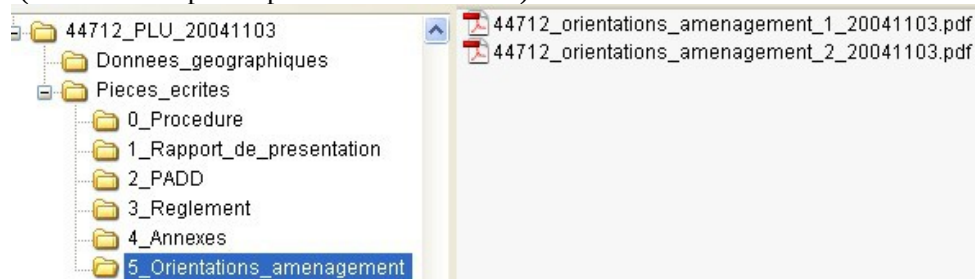 44712_PLU_20041103
Donnees_geographiques
Pieces_ecrites
0_Procedure
1_Rapport_de_presentation
2_PADD
3_Reglement
4_Annexes
5_Orientations_amenagement
44712_orientations_amenagement_1_20041103.pdf
44712_orientations_amenagement_2_20041103.pdf